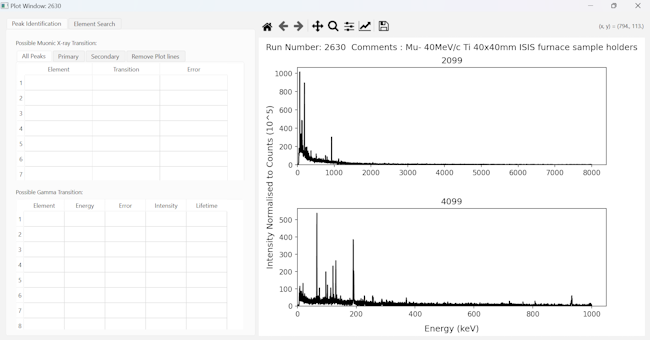 Plot Window: 2630
Peak Identification
Element Search
Possible Muonic X-ray Transition:
All Peaks
Primary
Secondary
Remove Plot lines
Element Transition Error
1
2
3
4
5
6
7
Possible Gamma Transition:
Element Energy Error Intensity Lifetime
1
2
3
4
5
6
7
8
(x, y) = (794., 113.)
Run Number: 2630 Comments : Mu- 40MeV/c Ti 40x40mm ISIS furnace sample holders
2099
1000
800
600
400
200
0
0 1000 2000 3000 4000 5000 6000 7000 8000
Intensity Normalised to Counts (10^5)
4099
500
400
300
200
100
0
0 200 400 600 800 1000
Energy (keV)